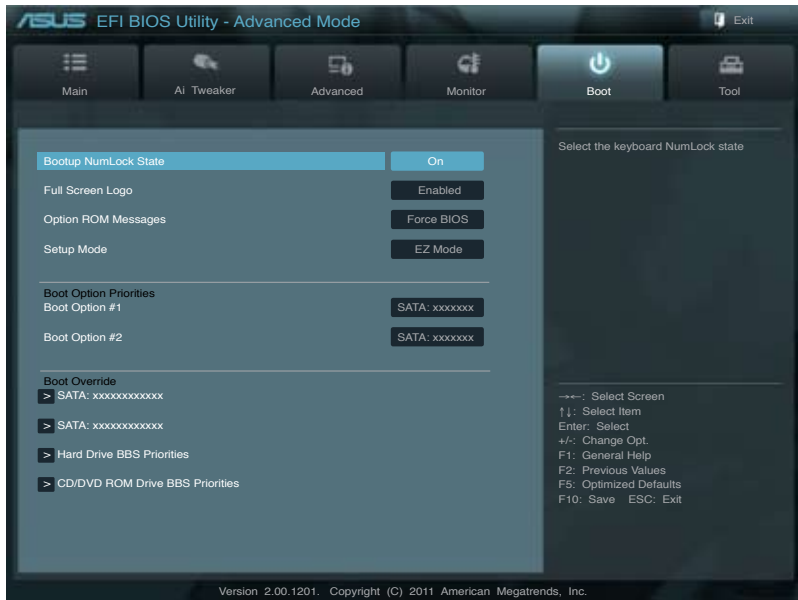 ASUS EFI BIOS Utility - Advanced Mode
Exit
Main
Ai Tweaker
Advanced
Monitor
Boot
Tool
Bootup NumLock State On
Full Screen Logo Enabled
Option ROM Messages Force BIOS
Setup Mode EZ Mode
Boot Option Priorities
Boot Option #1 SATA: xxxxxxx
Boot Option #2 SATA: xxxxxxx
Boot Override
> SATA: xxxxxxxxxxxx
> SATA: xxxxxxxxxxxx
> Hard Drive BBS Priorities
> CD/DVD ROM Drive BBS Priorities
Select the keyboard NumLock state
→←: Select Screen
↑↓: Select Item
Enter: Select
+/-: Change Opt.
F1: General Help
F2: Previous Values
F5: Optimized Defaults
F10: Save ESC: Exit
Version 2.00.1201. Copyright (C) 2011 American Megatrends, Inc.